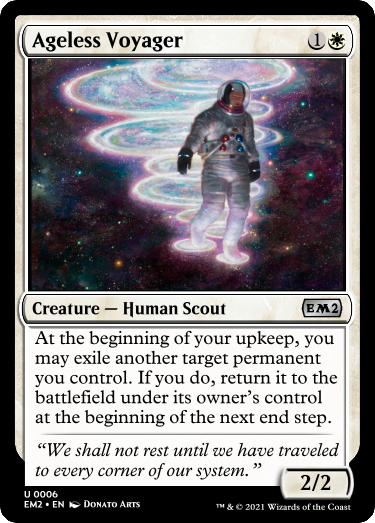 Ageless Voyager 1
Creature — Human Scout EM2
At the beginning of your upkeep, you
may exile another target permanent
you control. If you do, return it to the
battlefield under its owner's control
at the beginning of the next end step.
“We shall not rest until we have traveled
to every corner of our system.”
2/2
U 0006
EM2 • EN Donato Arts
™ & © 2021 Wizards of the Coast